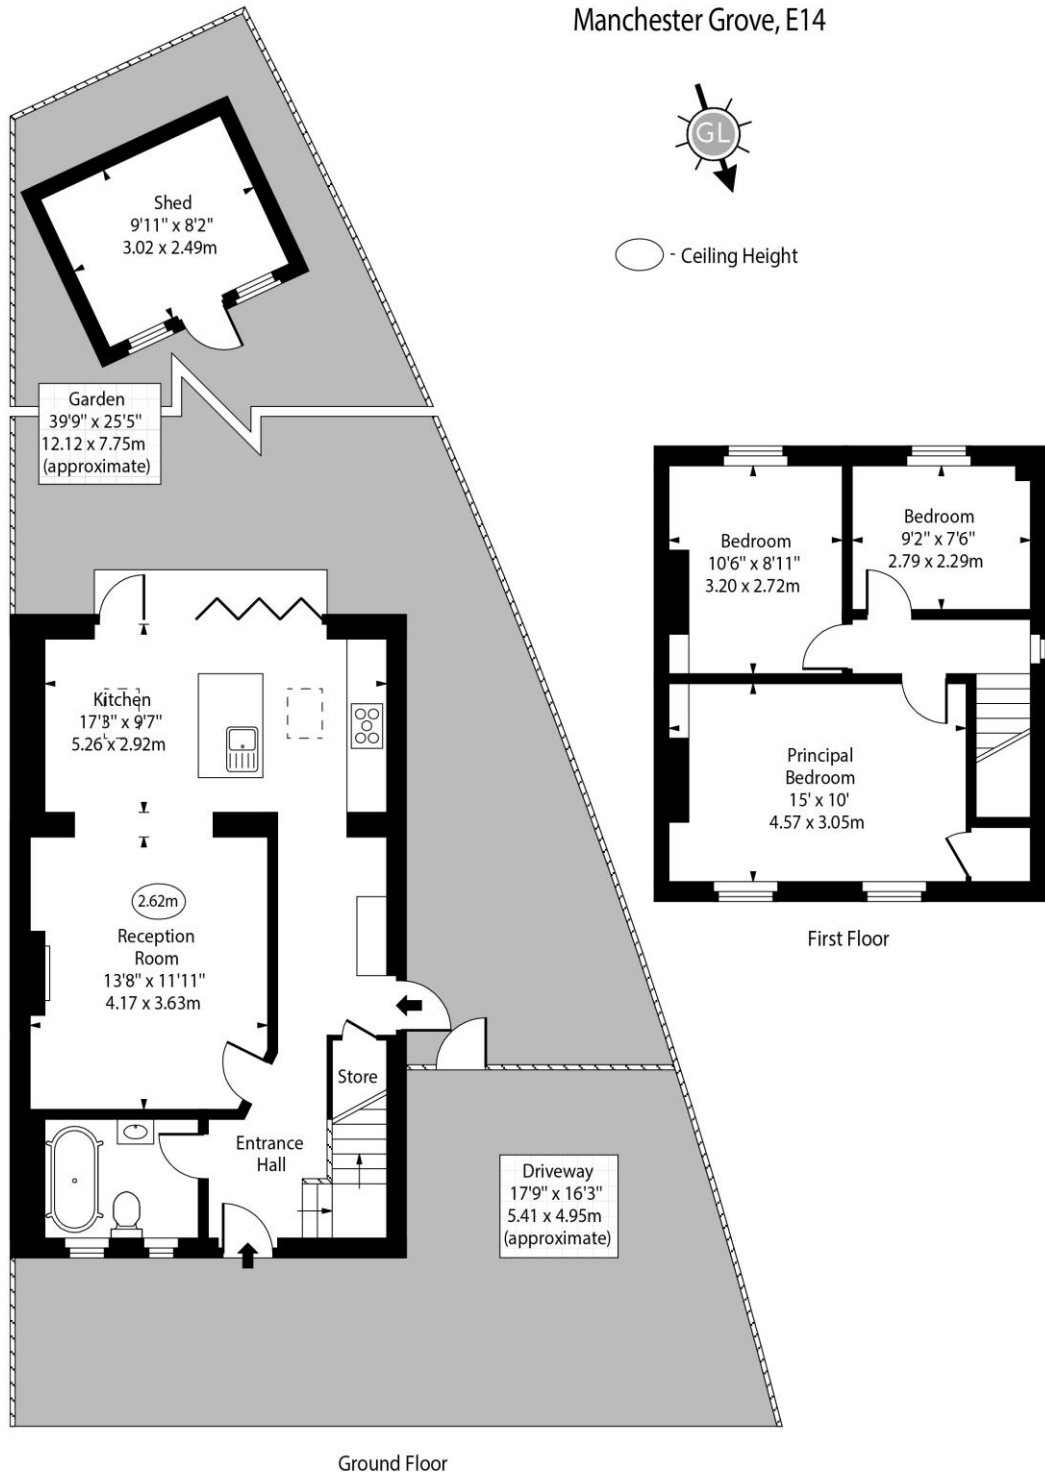 Manchester Grove, E14
GL
- Ceiling Height
Shed
9'11" x 8'2"
3.02 x 2.49m
Garden
39'9" x 25'5"
12.12 x 7.75m
(approximate)
Kitchen
17'3" x 9'7"
5.26 x 2.92m
2.62m
Reception
Room
13'8" x 11'11"
4.17 x 3.63m
Store
Entrance
Hall
Driveway
17'9" x 16'3"
5.41 x 4.95m
(approximate)
Ground Floor
Bedroom
10'6" x 8'11"
3.20 x 2.72m
Bedroom
9'2" x 7'6"
2.79 x 2.29m
Principal
Bedroom
15' x 10'
4.57 x 3.05m
First Floor